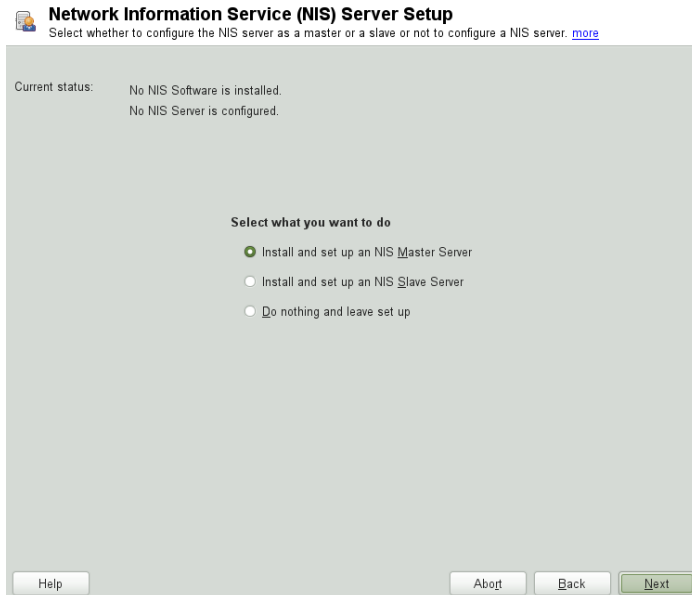 Network Information Service (NIS) Server Setup
Select whether to configure the NIS server as a master or a slave or not to configure a NIS server. more
Current status:
No NIS Software is installed.
No NIS Server is configured.
Select what you want to do
Install and set up an NIS Master Server
Install and set up an NIS Slave Server
Do nothing and leave set up
Help
Abort
Back
Next